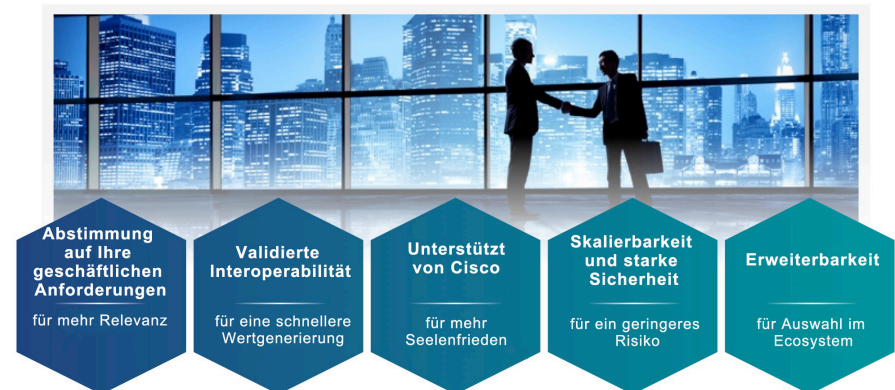 Abstimmung
auf Ihre
geschäftlichen
Anforderungen
für mehr Relevanz
Validierte
Interoperabilität
für eine schnellere
Wertgenerierung
Unterstützt
von Cisco
für mehr
Seelenfrieden
Skalierbarkeit
und starke
Sicherheit
für ein geringeres
Risiko
Erweiterbarkeit
für Auswahl im
Ecosystem